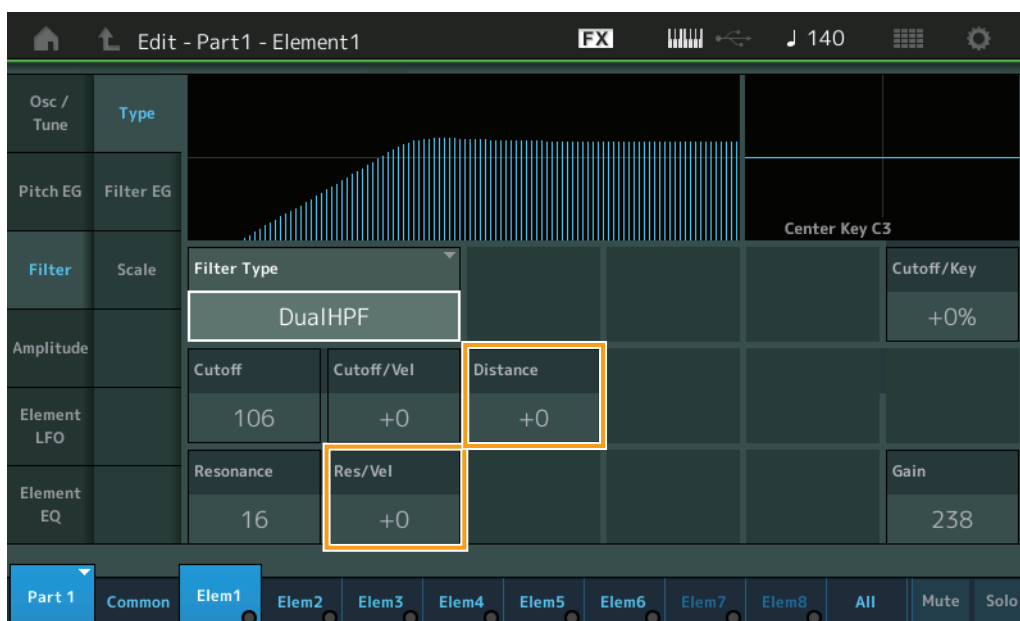 Edit - Part1 - Element1
FX
♩ 140
Osc /
Tune
Type
Pitch EG
Filter EG
Center Key C3
Filter
Scale
Filter Type
Cutoff/Key
DualHPF
+0%
Amplitude
Cutoff
Cutoff/Vel
Distance
106
+0
+0
Element
LFO
Resonance
Res/Vel
Gain
Element
EQ
16
+0
238
Part 1
Common
Elem1
Elem2
Elem3
Elem4
Elem5
Elem6
Elem7
Elem8
All
Mute
Solo